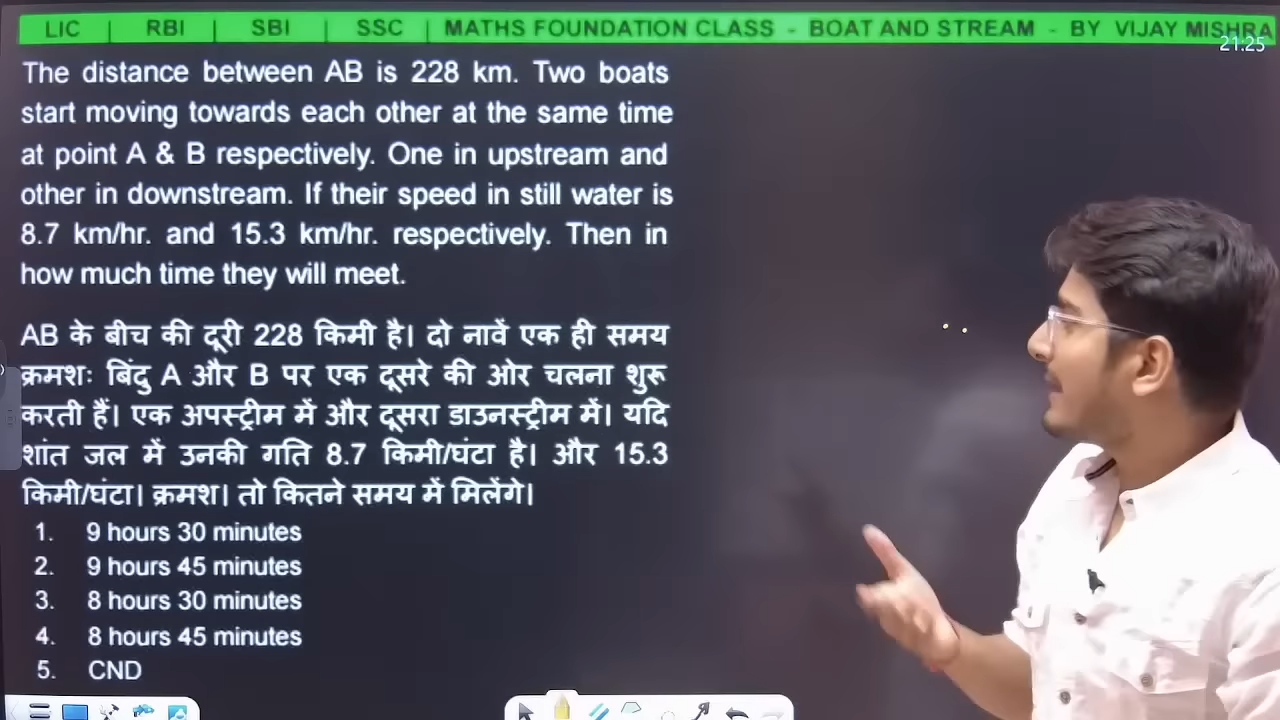 LIC | RBI | SBI | SSC | MATHS FOUNDATION CLASS - BOAT AND STREAM - BY VIJAY MISHRA
21:25
The distance between AB is 228 km. Two boats
start moving towards each other at the same time
at point A & B respectively. One in upstream and
other in downstream. If their speed in still water is
8.7 km/hr. and 15.3 km/hr. respectively. Then in
how much time they will meet.
AB के बीच की दूरी 228 किमी है। दो नावें एक ही समय
क्रमशः बिंदु A और B पर एक दूसरे की ओर चलना शुरू
करती हैं। एक अपस्ट्रीम में और दूसरा डाउनस्ट्रीम में। यदि
शांत जल में उनकी गति 8.7 किमी/घंटा है। और 15.3
किमी/घंटा। क्रमश। तो कितने समय में मिलेंगे।
1. 9 hours 30 minutes
2. 9 hours 45 minutes
3. 8 hours 30 minutes
4. 8 hours 45 minutes
5. CND